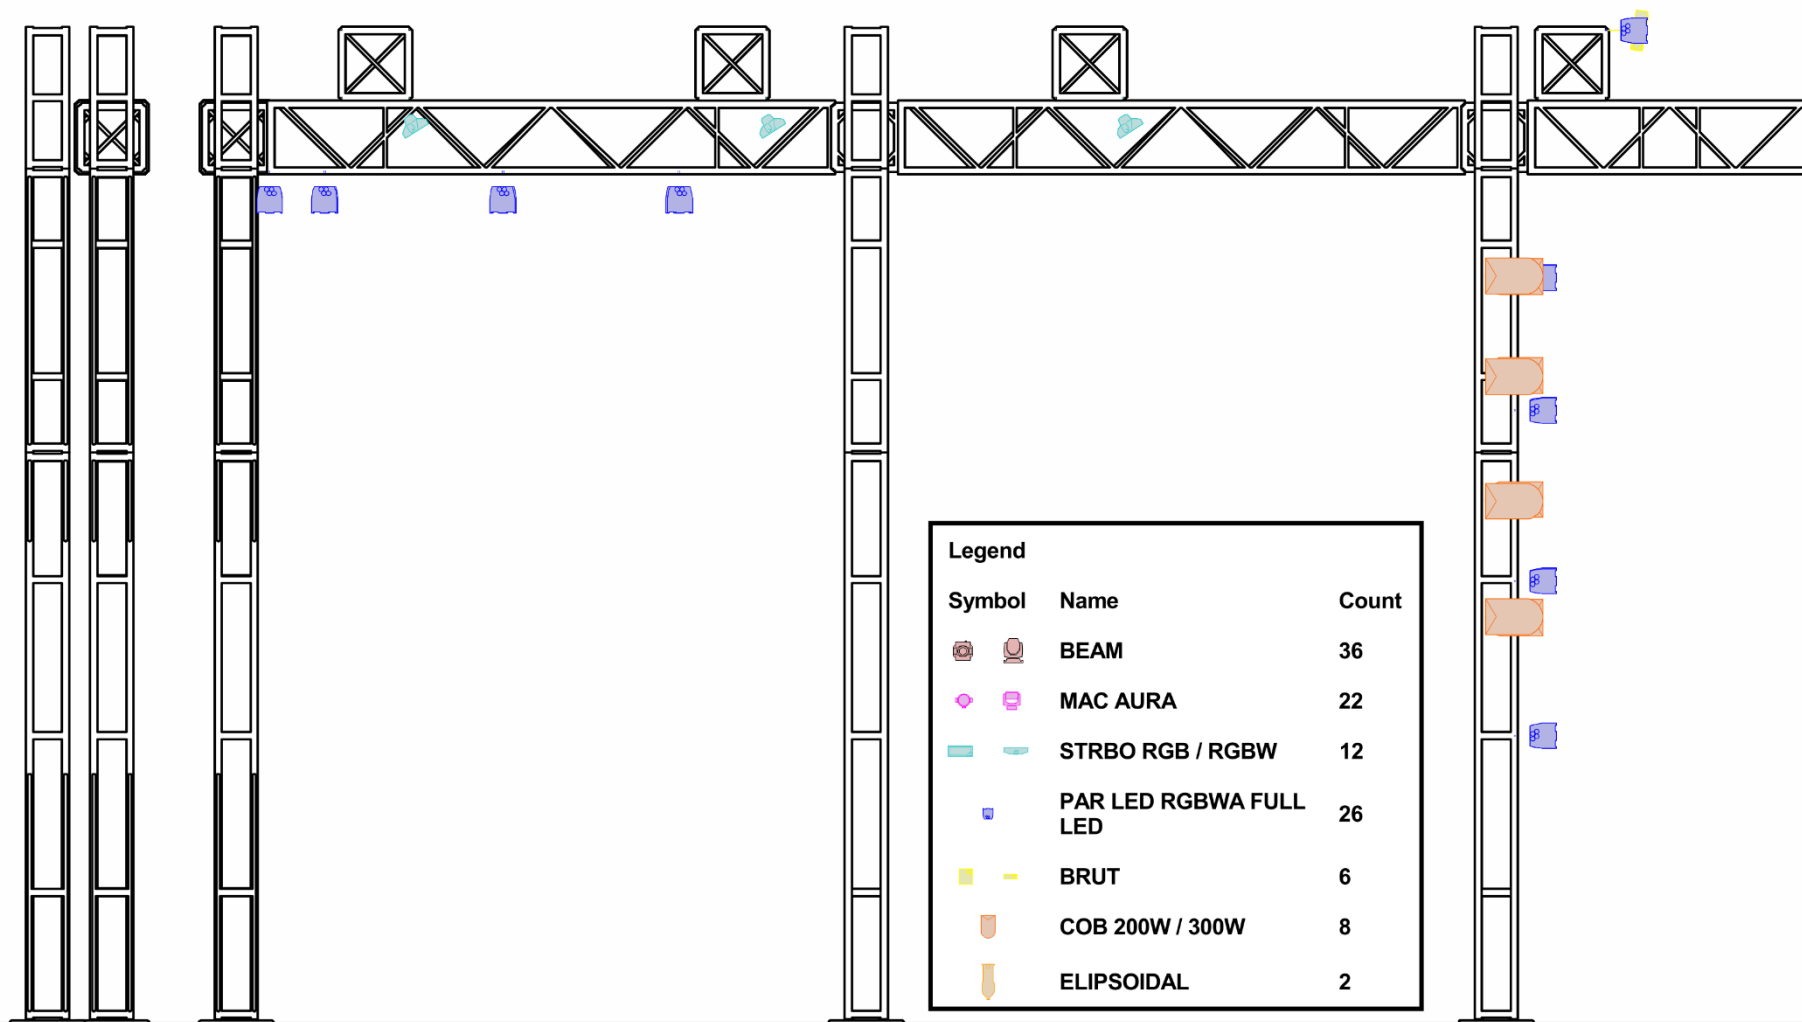 Legend
Symbol Name Count
BEAM 36
MAC AURA 22
STRBO RGB / RGBW 12
PAR LED RGBWA FULL
LED 26
BRUT 6
COB 200W / 300W 8
ELIPSOIDAL 2